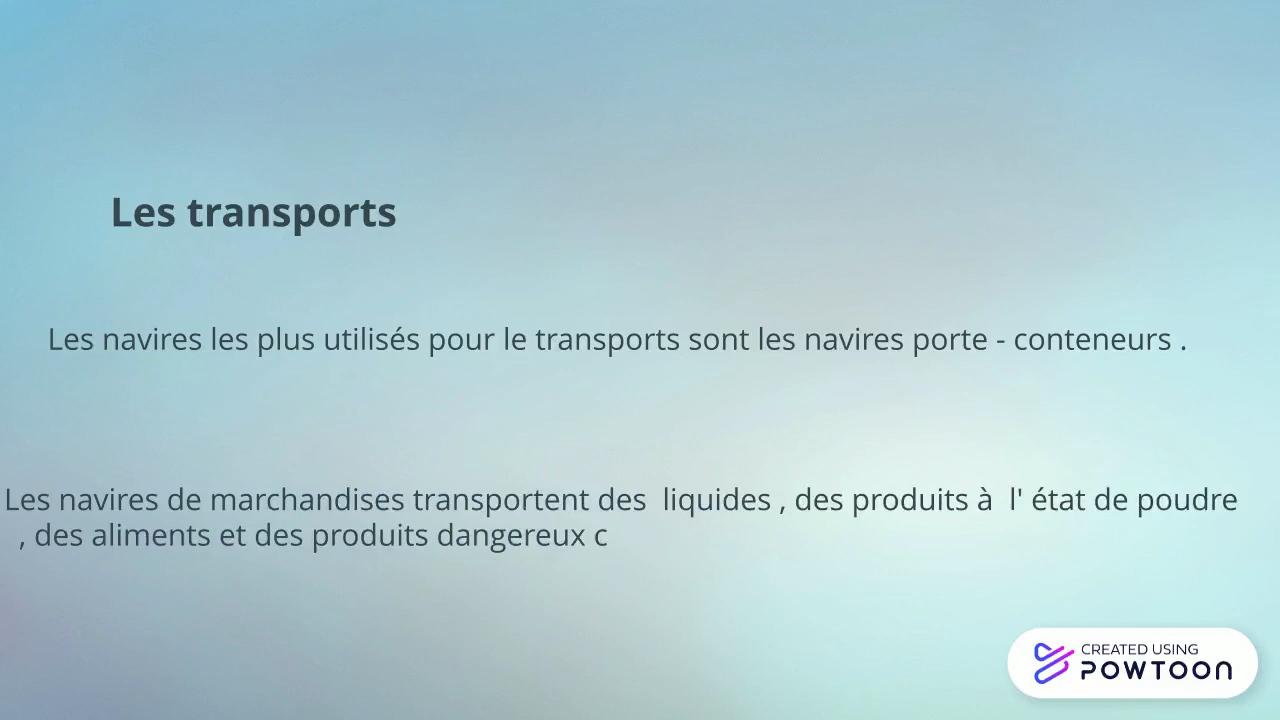 Les transports
Les navires les plus utilisés pour le transports sont les navires porte - conteneurs .
Les navires de marchandises transportent des  liquides , des produits à  l' état de poudre
, des aliments et des produits dangereux c
CREATED USING
POWTOON